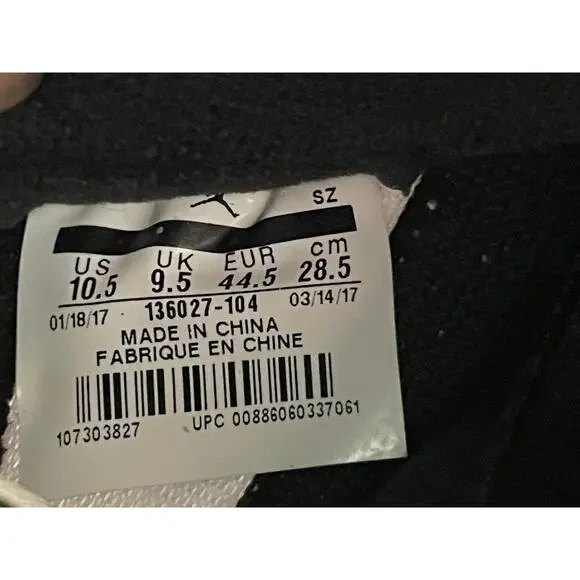 SZ
US UK EUR cm
10.5 9.5 44.5 28.5
01/18/17 136027-104 03/14/17
MADE IN CHINA
FABRIQUE EN CHINE
107303827 UPC 00886060337061